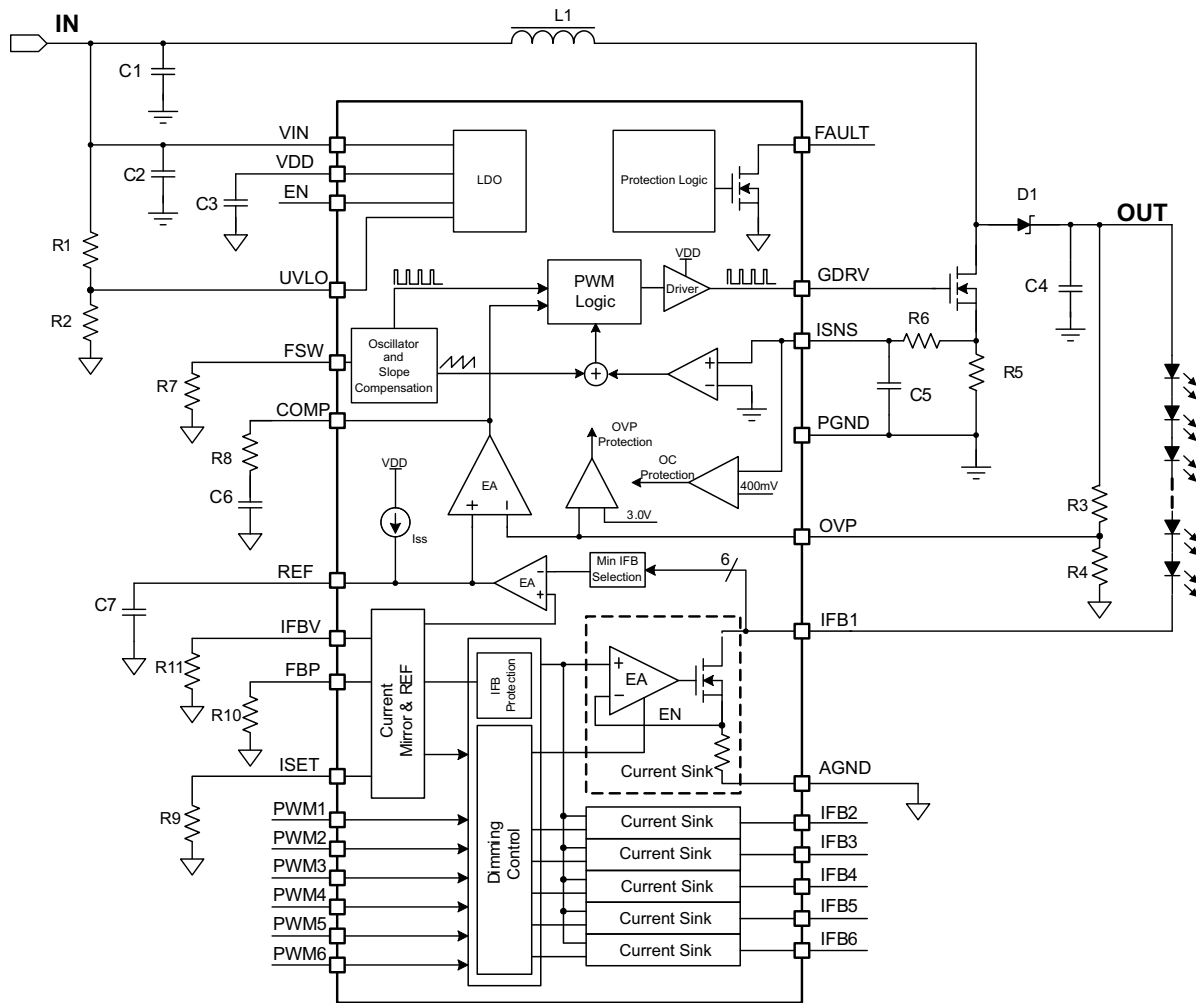 IN
L1
C1
VIN
FAULT
VDD
LDO
Protection Logic
C2
EN
C3
D1
OUT
R1
UVLO
VDD
PWM
Logic
Driver
GDRV
C4
R2
ISNS
R6
FSW
Oscillator
and
Slope
Compensation
+
+
−
R7
C5
R5
COMP
PGND
OVP
Protection
R8
VDD
EA
OC
Protection
400mV
C6
+
−
3.0V
R3
Iss
OVP
REF
EA
−
+
Min IFB
Selection
6
R4
C7
IFBV
IFB1
R11
FBP
Current
Mirror & REF
IFB
Protection
+
EA
−
R10
EN
ISET
Current Sink
AGND
R9
Dimming
Control
PWM1
Current Sink
IFB2
PWM2
Current Sink
IFB3
PWM3
Current Sink
IFB4
PWM4
Current Sink
IFB5
PWM5
Current Sink
IFB6
PWM6